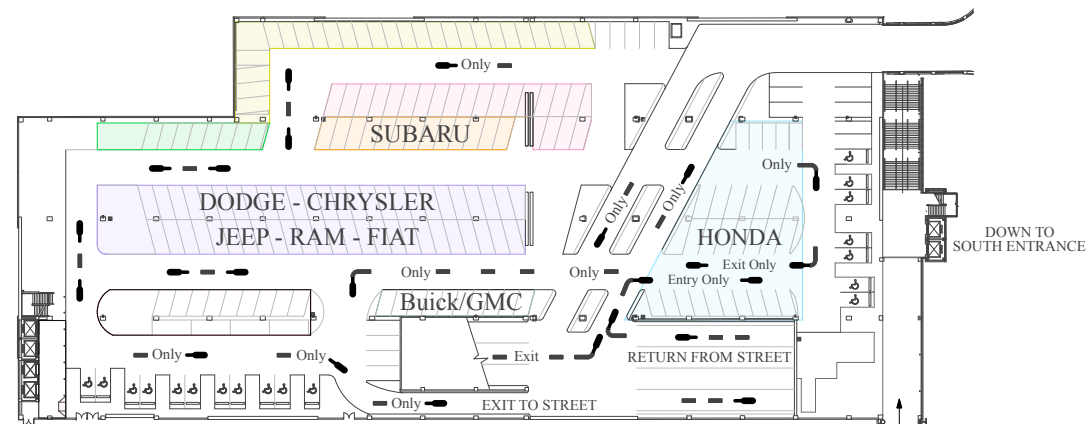 Only
SUBARU
Only
Only
DODGE - CHRYSLER
JEEP - RAM - FIAT
Only
Only
HONDA
DOWN TO
SOUTH ENTRANCE
Exit Only
Only
Only
Entry Only
Buick/GMC
Only
Only
Exit
RETURN FROM STREET
Only
EXIT TO STREET